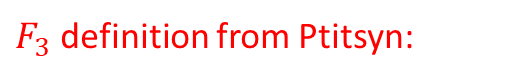 F₃ definition from Ptitsyn: